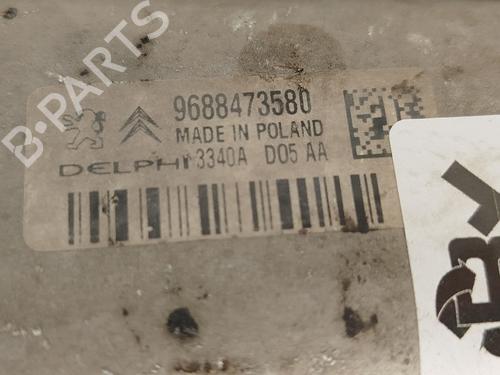 B-PARTS
9688473580
MADE IN POLAND
DELPHI 3340A D05 AA